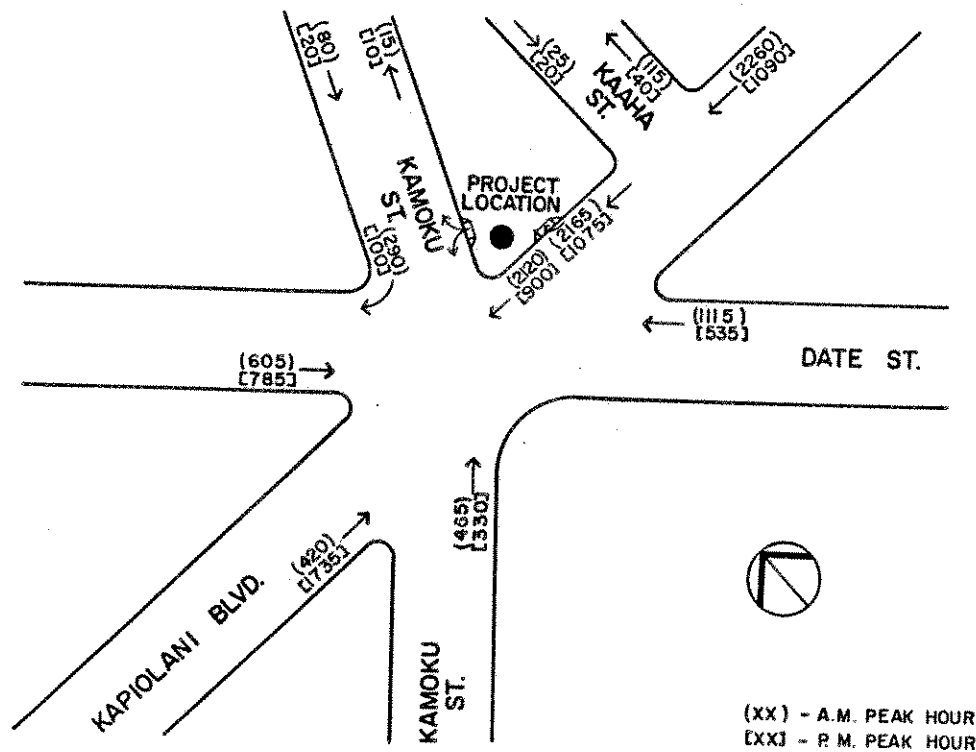 (80)
[20]
(15)
[10]
(25)
[20]
(115)
[40]
KAAHA
ST.
(2260)
[1090]
KAMOKU
ST.
PROJECT
LOCATION
(290)
[100]
(2120) (2165)
[900] [1075]
(1115)
[535]
DATE ST.
(605)
[785]
(465)
[330]
(420)
[1735]
KAPIOLANI BLVD.
KAMOKU
ST.
(XX) - A.M. PEAK HOUR
[XX] - P.M. PEAK HOUR